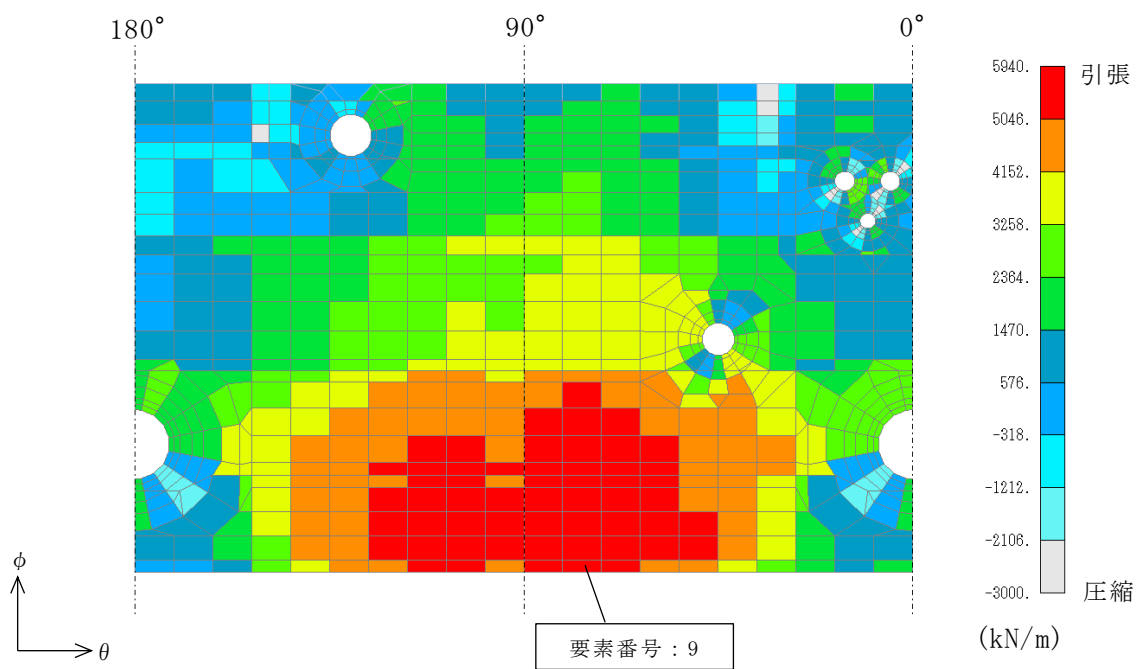 180° 90° 0°
5940. 引張
5046.
4152.
3258.
2364.
1470.
576.
-318.
-1212.
-2106.
-3000. 圧縮
(kN/m)
φ
θ
要素番号：9